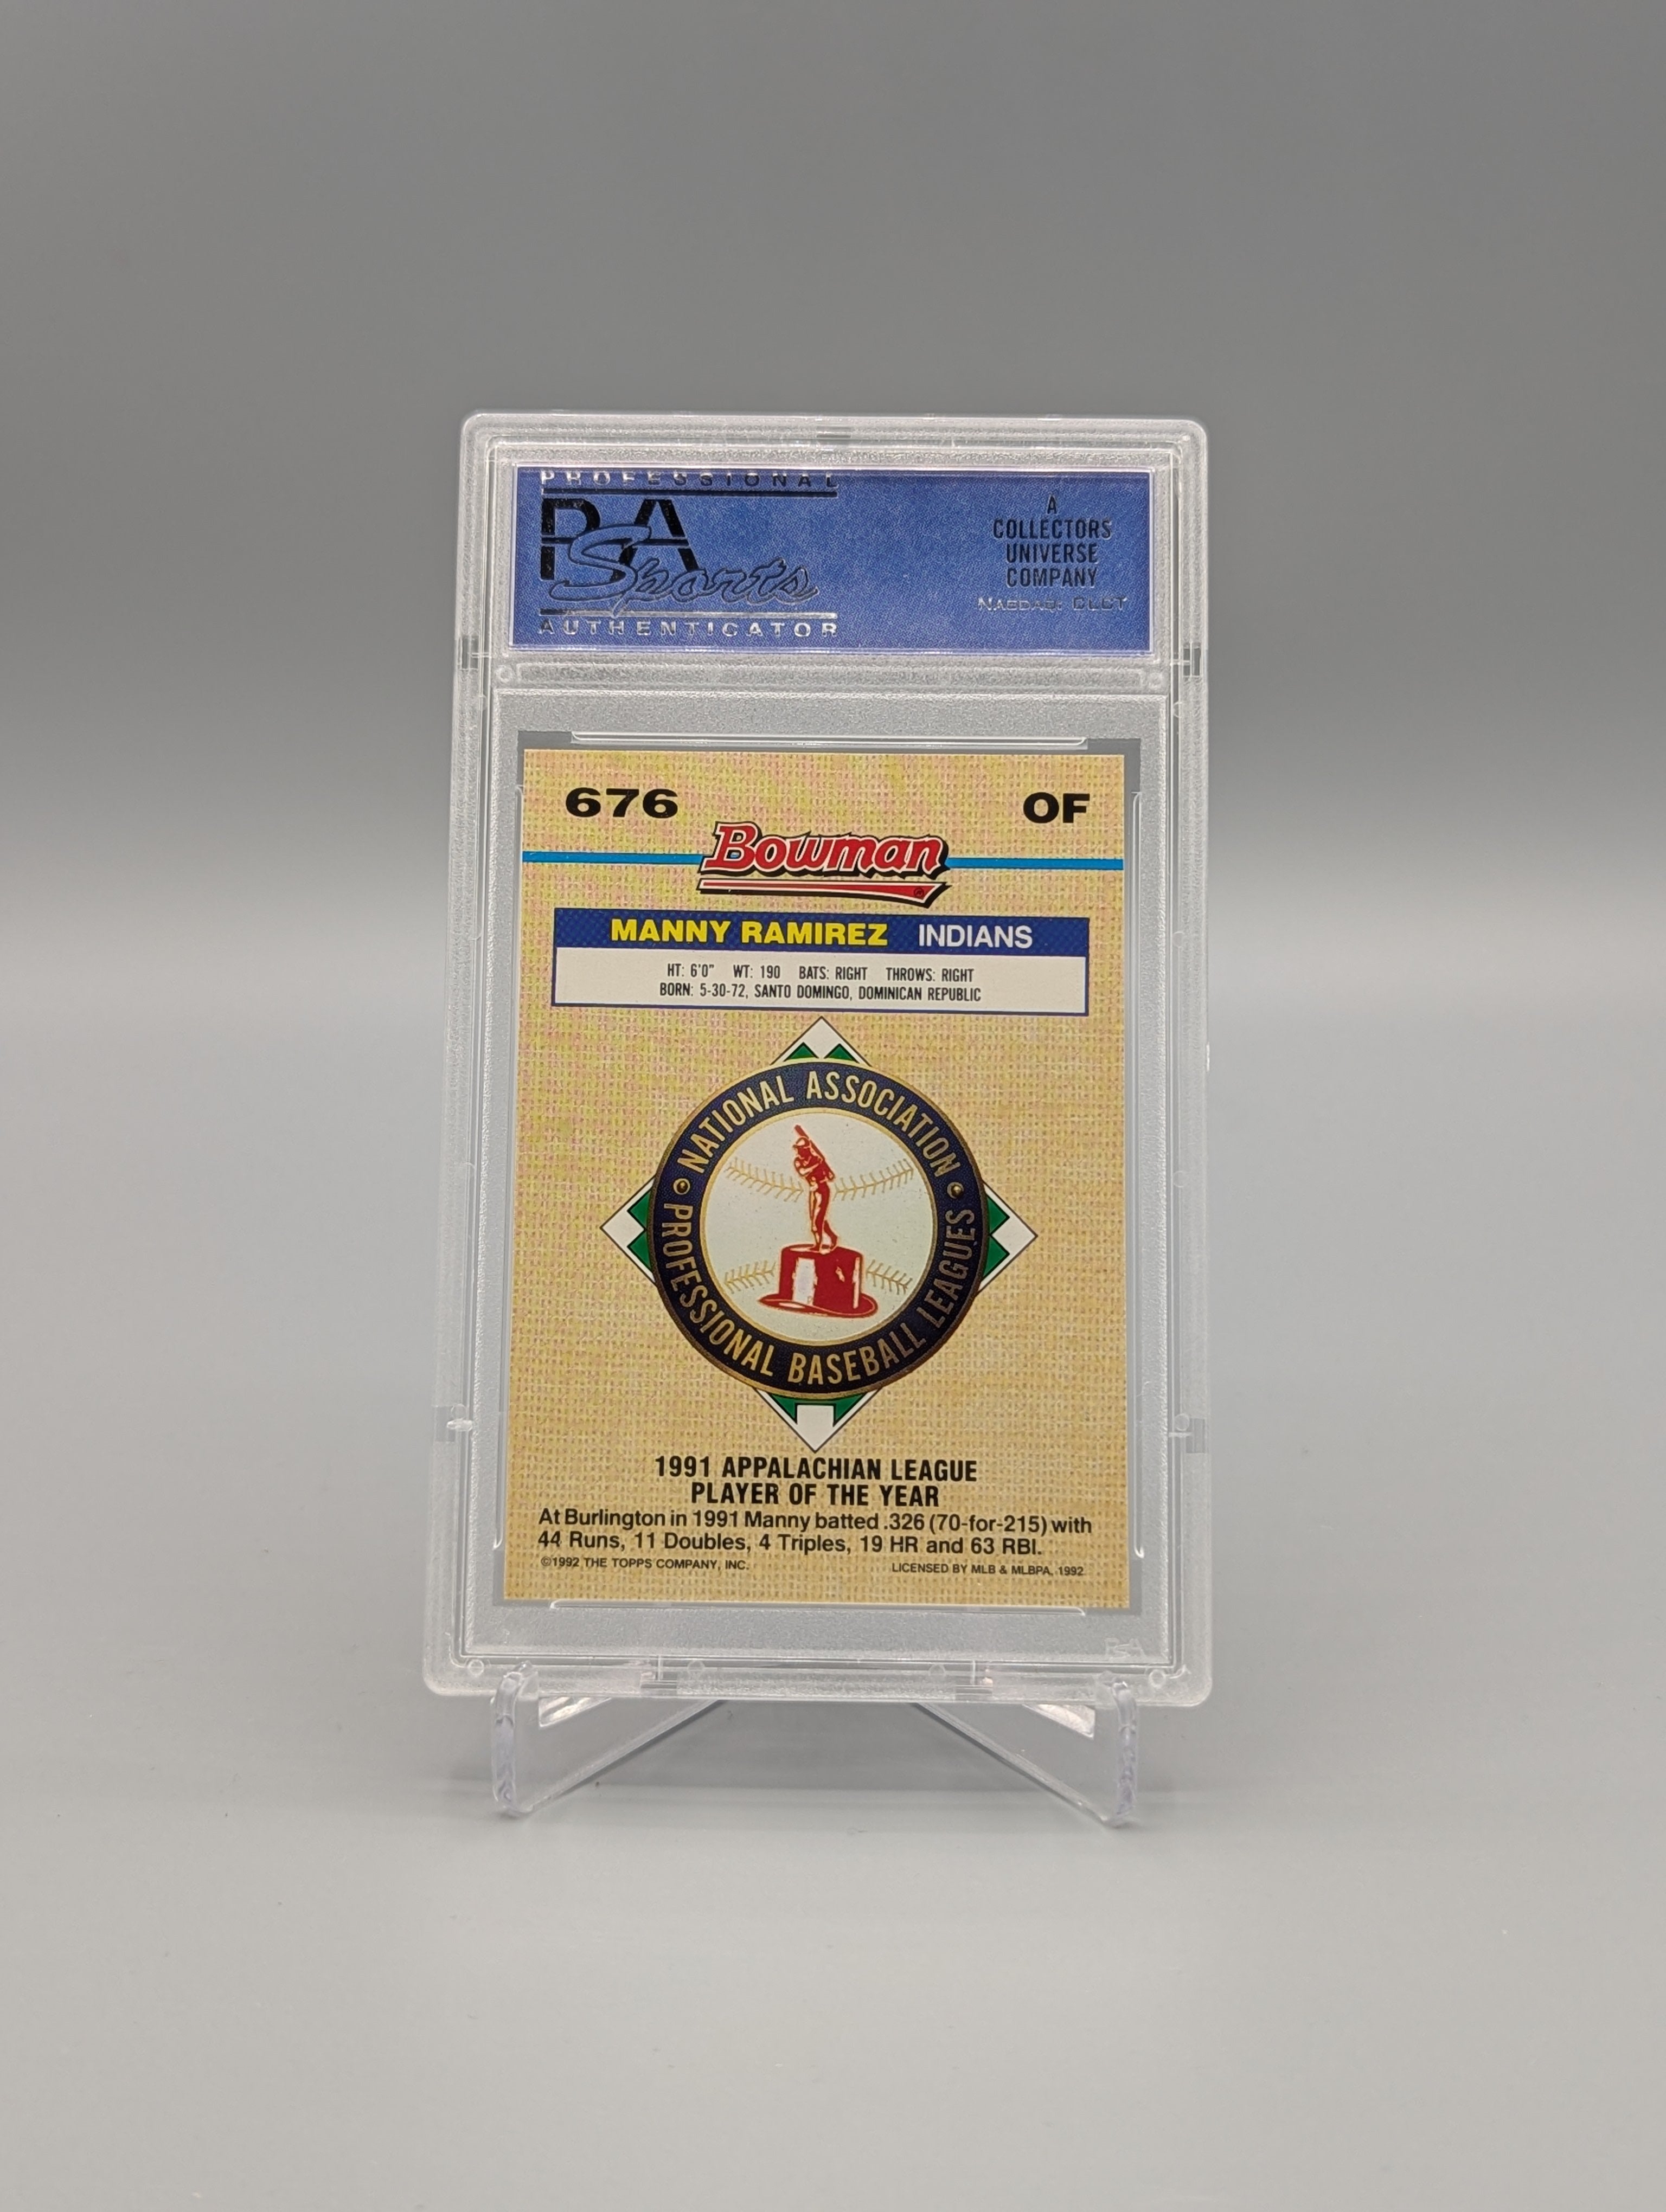 PROFESSIONAL
PSA
Sports
AUTHENTICATOR
A
COLLECTORS
UNIVERSE
COMPANY
NASDAQ: CLCT
676
OF
Bowman
MANNY RAMIREZ INDIANS
HT: 6'0" WT: 190 BATS: RIGHT THROWS: RIGHT
BORN: 5-30-72, SANTO DOMINGO, DOMINICAN REPUBLIC
NATIONAL ASSOCIATION
PROFESSIONAL BASEBALL LEAGUES
1991 APPALACHIAN LEAGUE
PLAYER OF THE YEAR
At Burlington in 1991 Manny batted .326 (70-for-215) with
44 Runs, 11 Doubles, 4 Triples, 19 HR and 63 RBI.
©1992 THE TOPPS COMPANY, INC.
LICENSED BY MLB & MLBPA, 1992
PSA